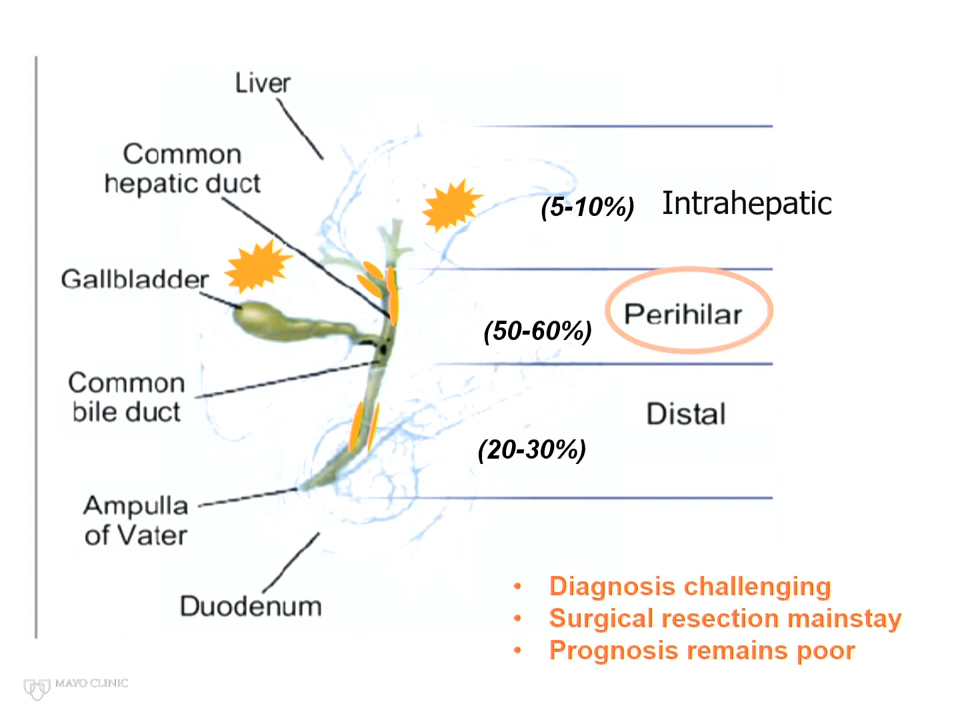 Liver
Common
hepatic duct
(5-10%) Intrahepatic
Gallbladder
Perihilar
(50-60%)
Common
bile duct
Distal
(20-30%)
Ampulla
of Vater
Duodenum
• Diagnosis challenging
• Surgical resection mainstay
• Prognosis remains poor
MAYO CLINIC